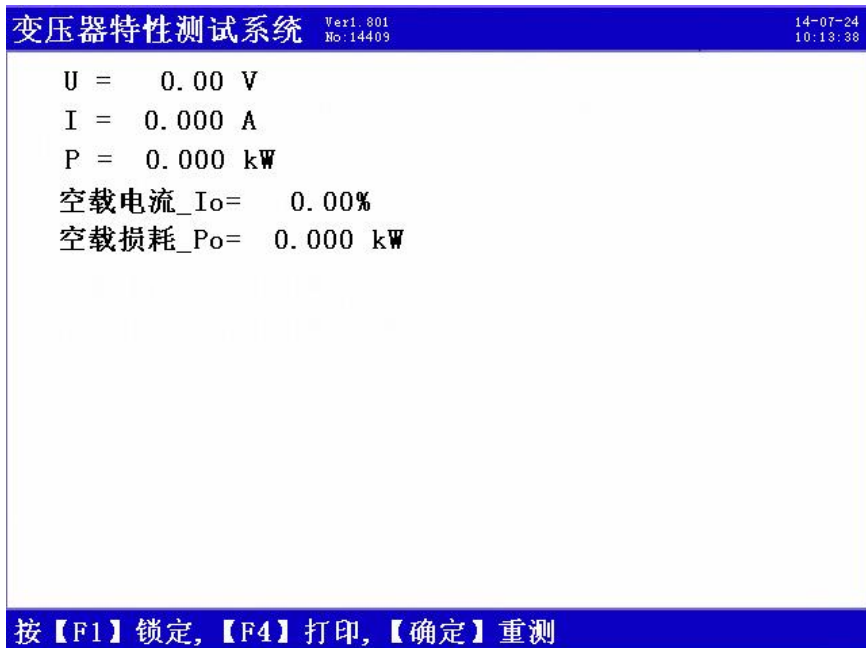 变压器特性测试系统 Ver1.801
No:14409
14-07-24
10:13:38
U = 0.00 V
I = 0.000 A
P = 0.000 kW
空载电流_Io= 0.00%
空载损耗_Po= 0.000 kW
按【F1】锁定,【F4】打印,【确定】重测